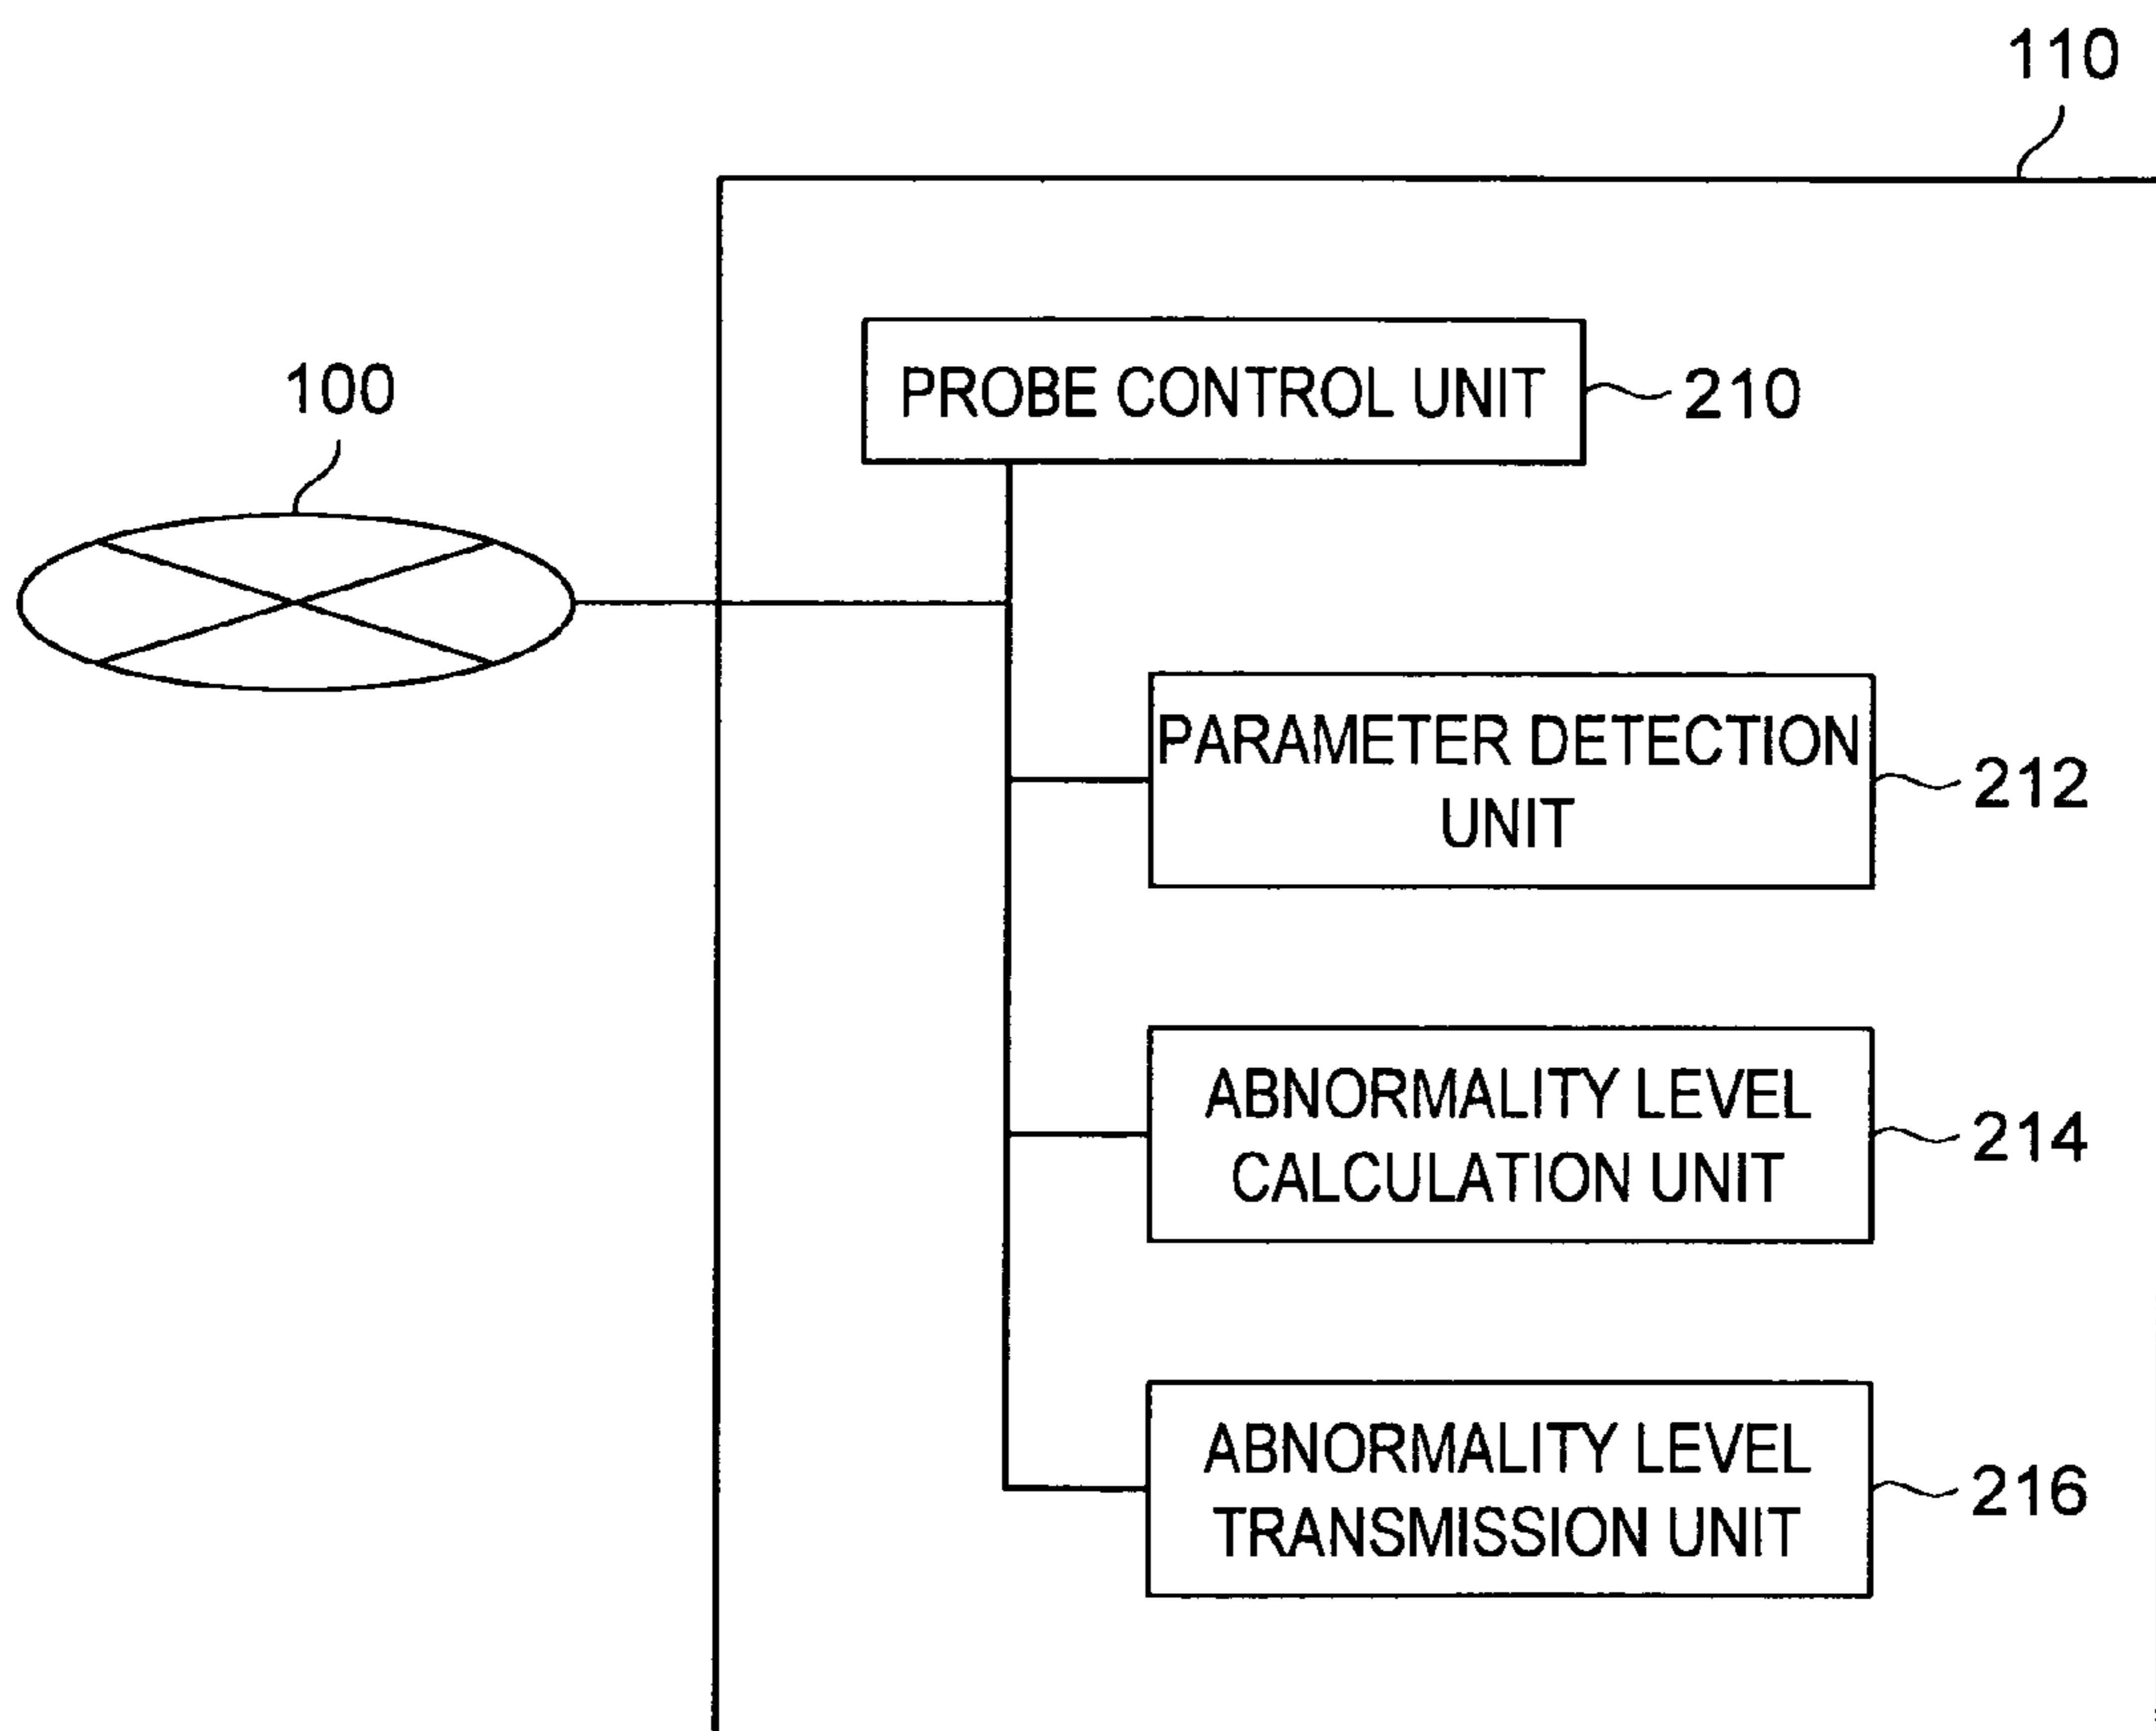 110
PROBE CONTROL UNIT
210
100
PARAMETER DETECTION
UNIT
212
ABNORMALITY LEVEL
CALCULATION UNIT
214
ABNORMALITY LEVEL
TRANSMISSION UNIT
216